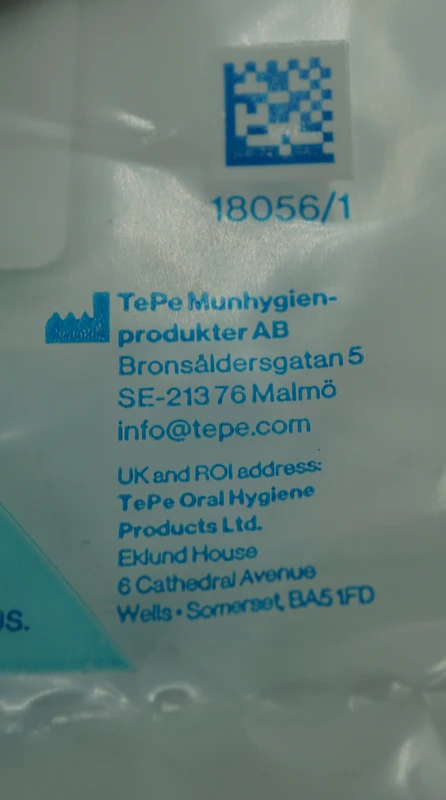 18056/1
TePe Munhygien-
produkter AB
Bronsåldersgatan 5
SE-213 76 Malmö
info@tepe.com
UK and ROI address:
TePe Oral Hygiene
Products Ltd.
Eklund House
6 Cathedral Avenue
Wells • Somerset, BA5 1FD